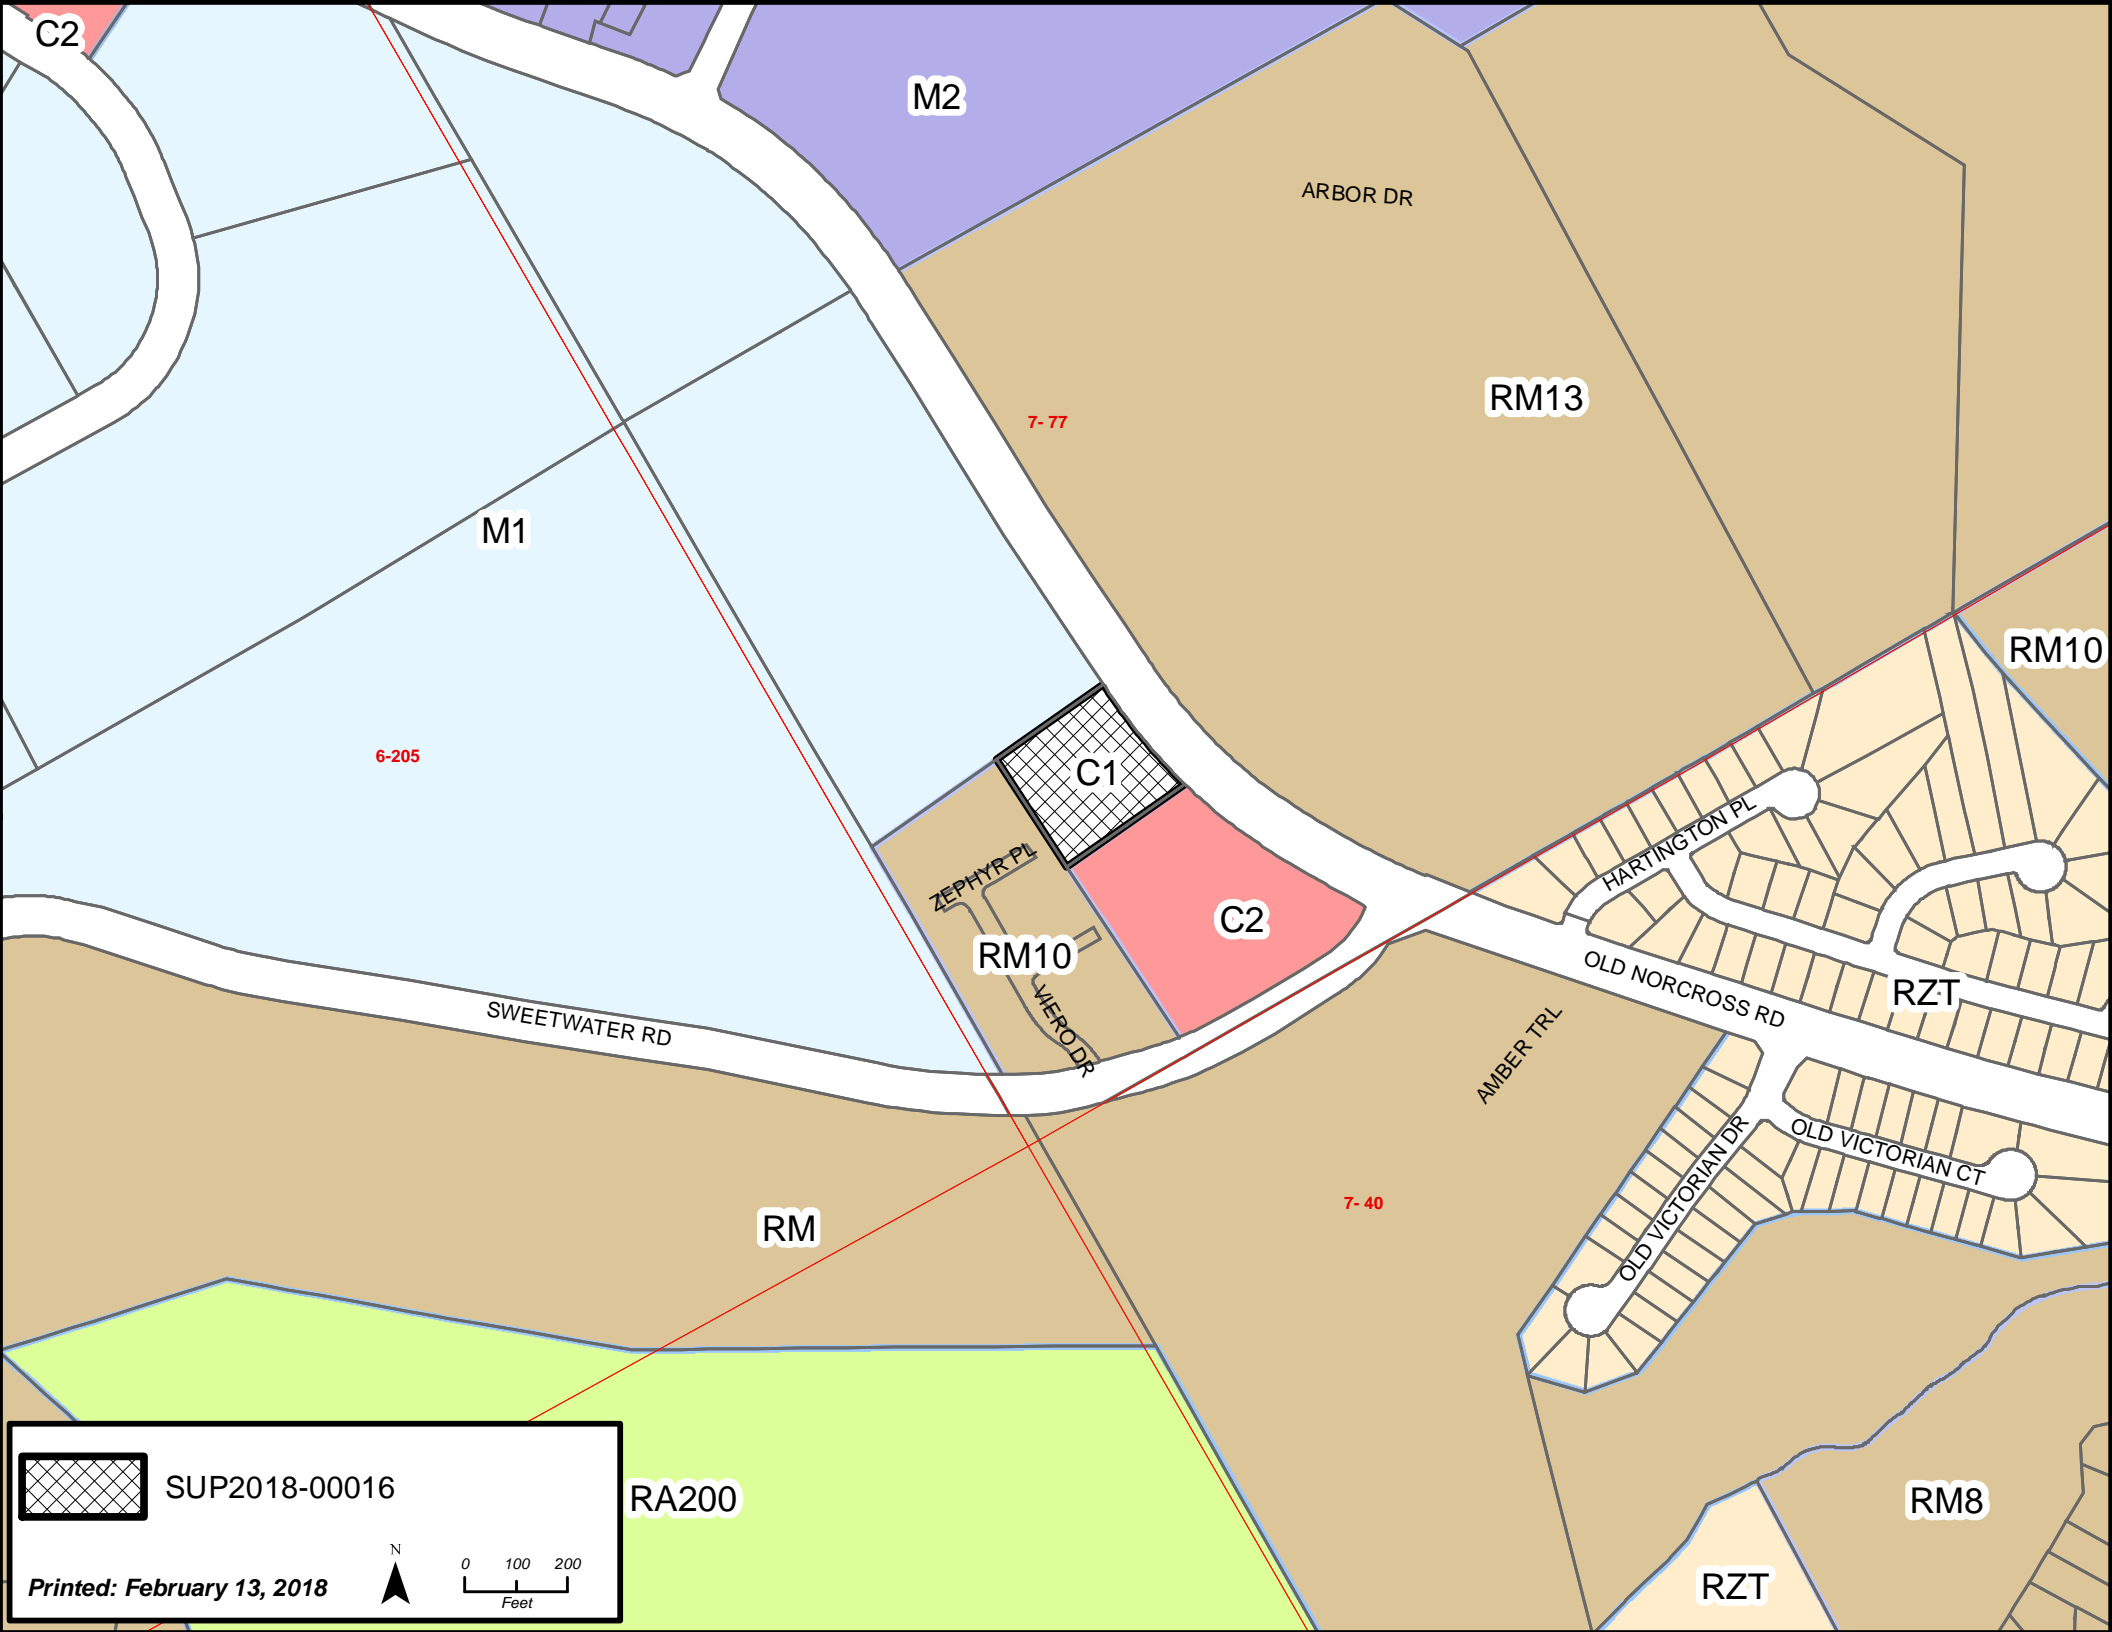 C2
M2
ARBOR DR
RM13
7- 77
M1
RM10
6-205
C1
HARTINGTON PL
ZEPHYR PL
C2
RM10
OLD NORCROSS RD
RZT
SWEETWATER RD
VIERO DR
AMBER TRL
OLD VICTORIAN DR
OLD VICTORIAN CT
7- 40
RM
SUP2018-00016
RA200
RM8
N
0 100 200
Feet
Printed: February 13, 2018
RZT